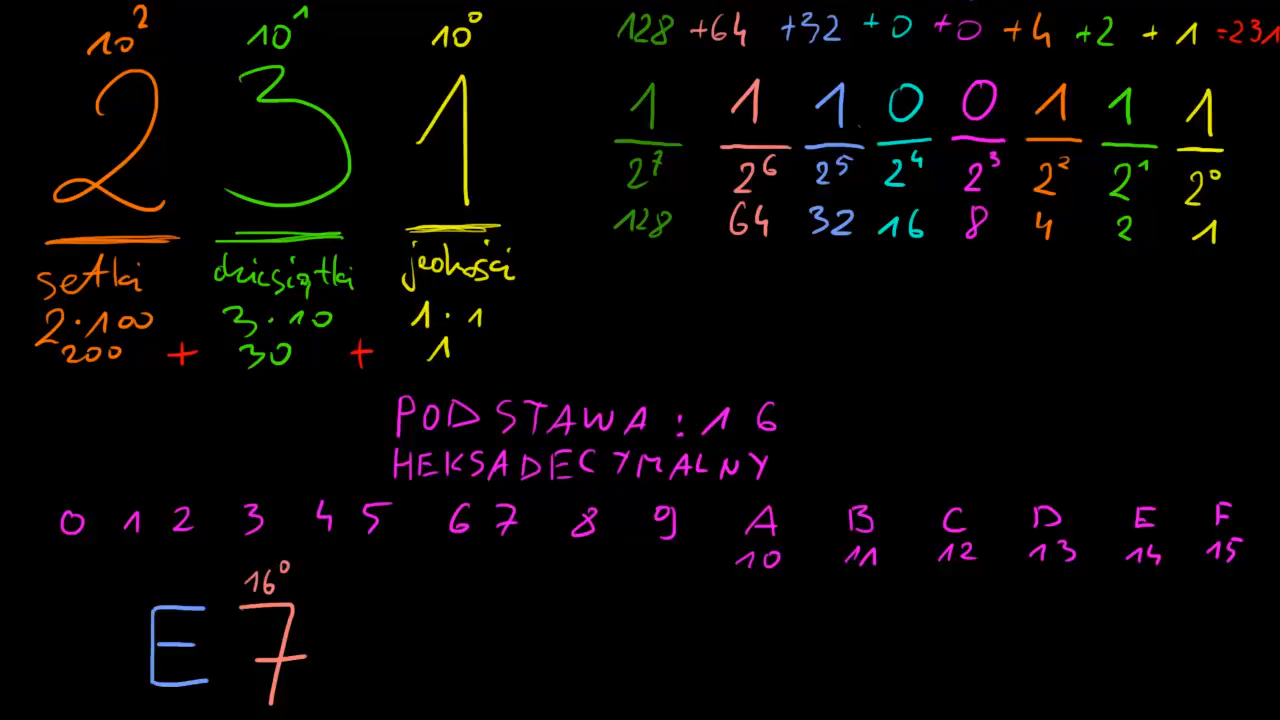 10² 10¹ 10⁰
2 3 1
setki dziesiątki jedności
2·100 3·10 1·1
200 + 30 + 1
128 +64 +32 +0 +0 +4 +2 + 1 =231
1 1 1 0 0 1 1 1
2⁷ 2⁶ 2⁵ 2⁴ 2³ 2² 2¹ 2⁰
128 64 32 16 8 4 2 1
PODSTAWA : 16
HEKSADECYMALNY
0 1 2 3 4 5 6 7 8 9 A B C D E F
10 11 12 13 14 15
16⁰
E 7